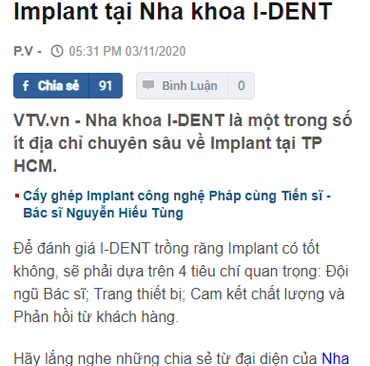 Implant tại Nha khoa I-DENT
P.V - 05:31 PM 03/11/2020
Chia sẻ 91 Bình Luận 0
VTV.vn - Nha khoa I-DENT là một trong số
ít địa chỉ chuyên sâu về Implant tại TP
HCM.
Cấy ghép Implant công nghệ Pháp cùng Tiến sĩ -
Bác sĩ Nguyễn Hiếu Tùng
Để đánh giá I-DENT trồng răng Implant có tốt
không, sẽ phải dựa trên 4 tiêu chí quan trọng: Đội
ngũ Bác sĩ; Trang thiết bị; Cam kết chất lượng và
Phản hồi từ khách hàng.
Hãy lắng nghe những chia sẻ từ đại diện của Nha